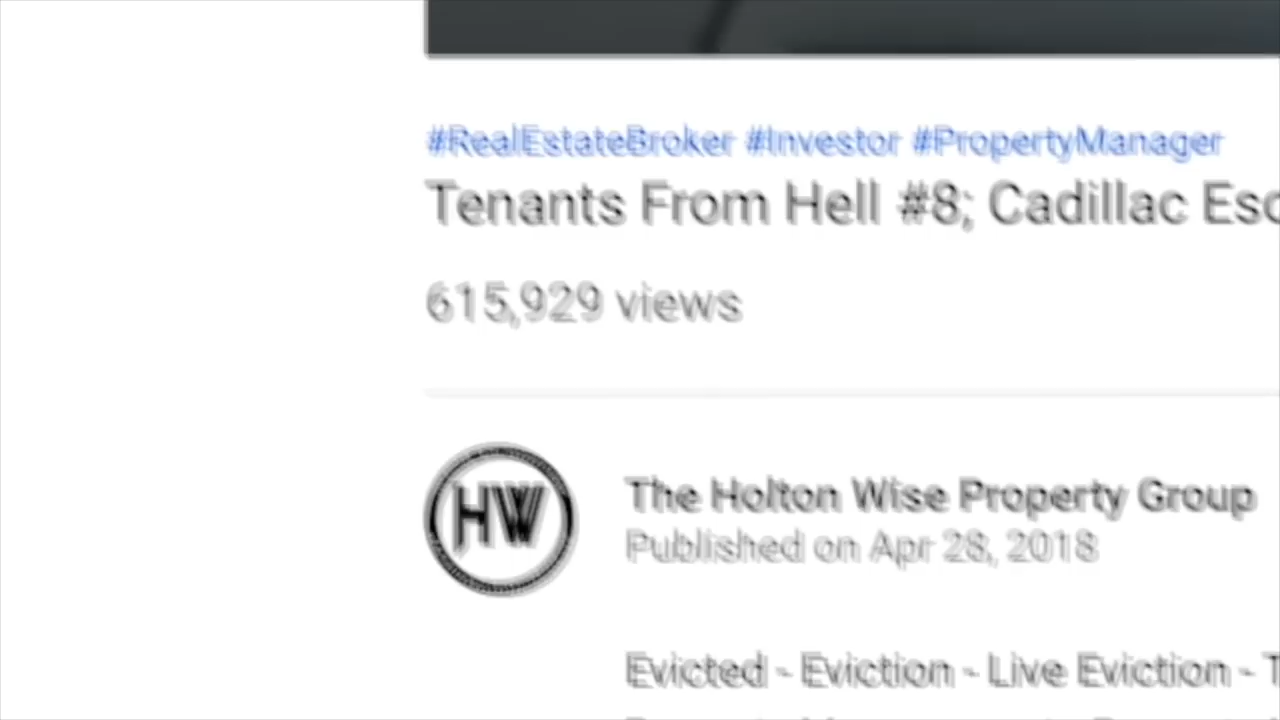 #RealEstateBroker #Investor #PropertyManager
Tenants From Hell #8; Cadillac Esc
615,929 views
HW
The Holton Wise Property Group
Published on Apr 28, 2018
Evicted - Eviction - Live Eviction - T